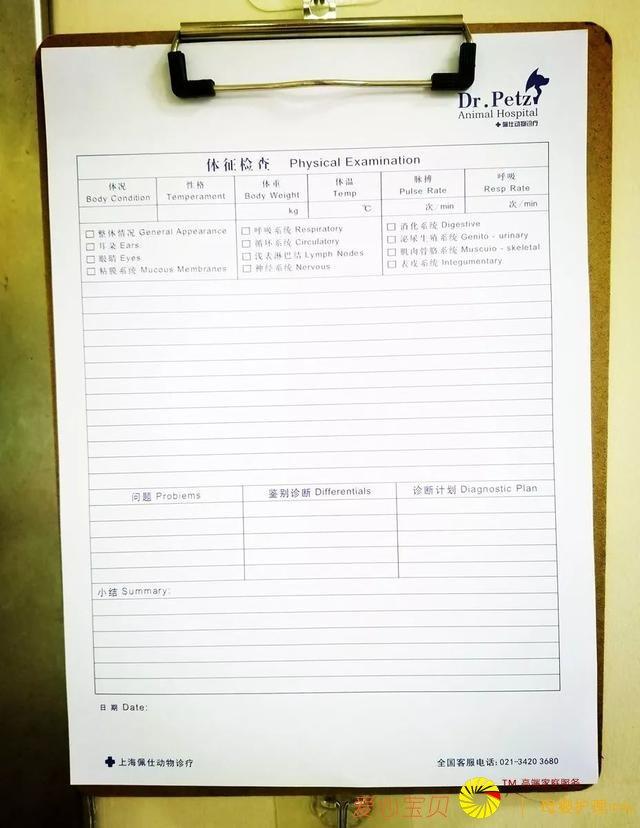 Dr. Petz
Animal Hospital
佩仕动物诊疗
体征检查 Physical Examination
体况 性格 体重 体温 脉搏 呼吸
Body Condition Temperament Body Weight Temp Pulse Rate Resp Rate
kg ℃ 次/min 次/min
整体情况 General Appearance 呼吸系统 Respiratory 消化系统 Digestive
耳朵 Ears 循环系统 Circulatory 泌尿生殖系统 Genito - urinary
眼睛 Eyes 浅表淋巴结 Lymph Nodes 肌肉骨骼系统 Muscuio - skeletal
粘膜系统 Mucous Membranes 神经系统 Nervous 表皮系统 Integumentary
问题 Problems 鉴别诊断 Differentials 诊断计划 Diagnostic Plan
小结 Summary:
日期 Date:
上海佩仕动物诊疗 全国客服电话:021-3420 3680
TM 高端家庭服务
爱心宝贝